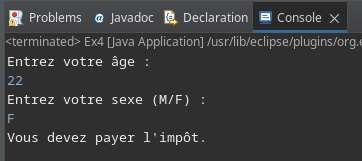 Problems Javadoc Declaration Console
<terminated> Ex4 [Java Application] /usr/lib/eclipse/plugins/org.
Entrez votre âge :
22
Entrez votre sexe (M/F) :
F
Vous devez payer l'impôt.